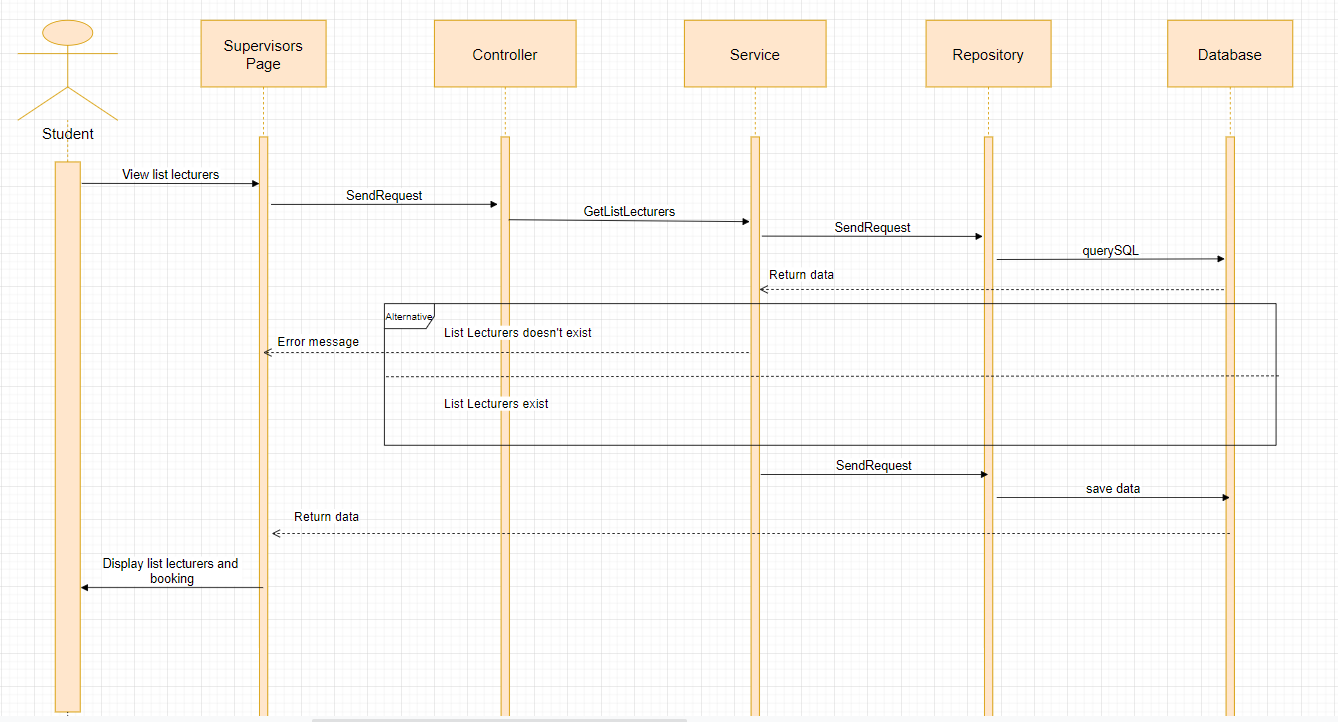 Supervisors
Page
Controller
Service
Repository
Database
Student
View list lecturers
SendRequest
GetListLecturers
SendRequest
querySQL
Return data
Alternative
List Lecturers doesn't exist
Error message
List Lecturers exist
SendRequest
save data
Return data
Display list lecturers and
booking